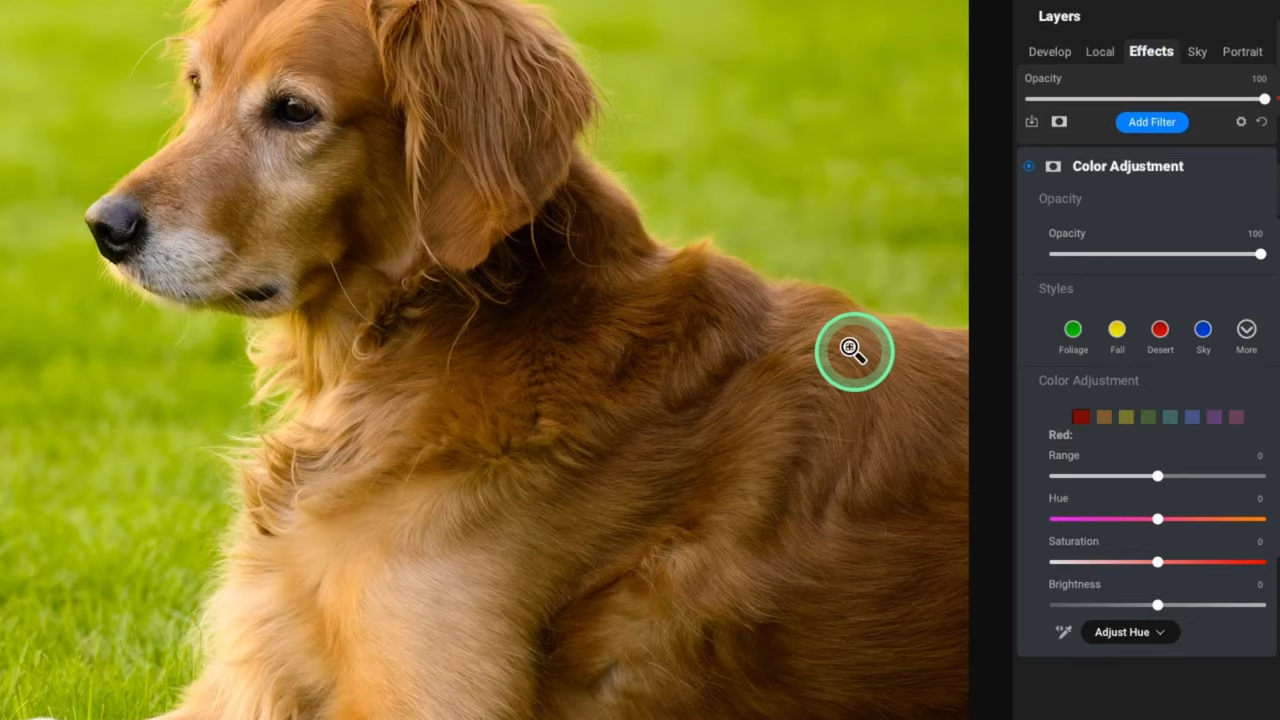 Layers
Develop Local Effects Sky Portrait
Opacity 100
Add Filter
Color Adjustment
Opacity
Opacity 100
Styles
Foliage Fall Desert Sky More
Color Adjustment
Red:
Range 0
Hue 0
Saturation 0
Brightness 0
Adjust Hue